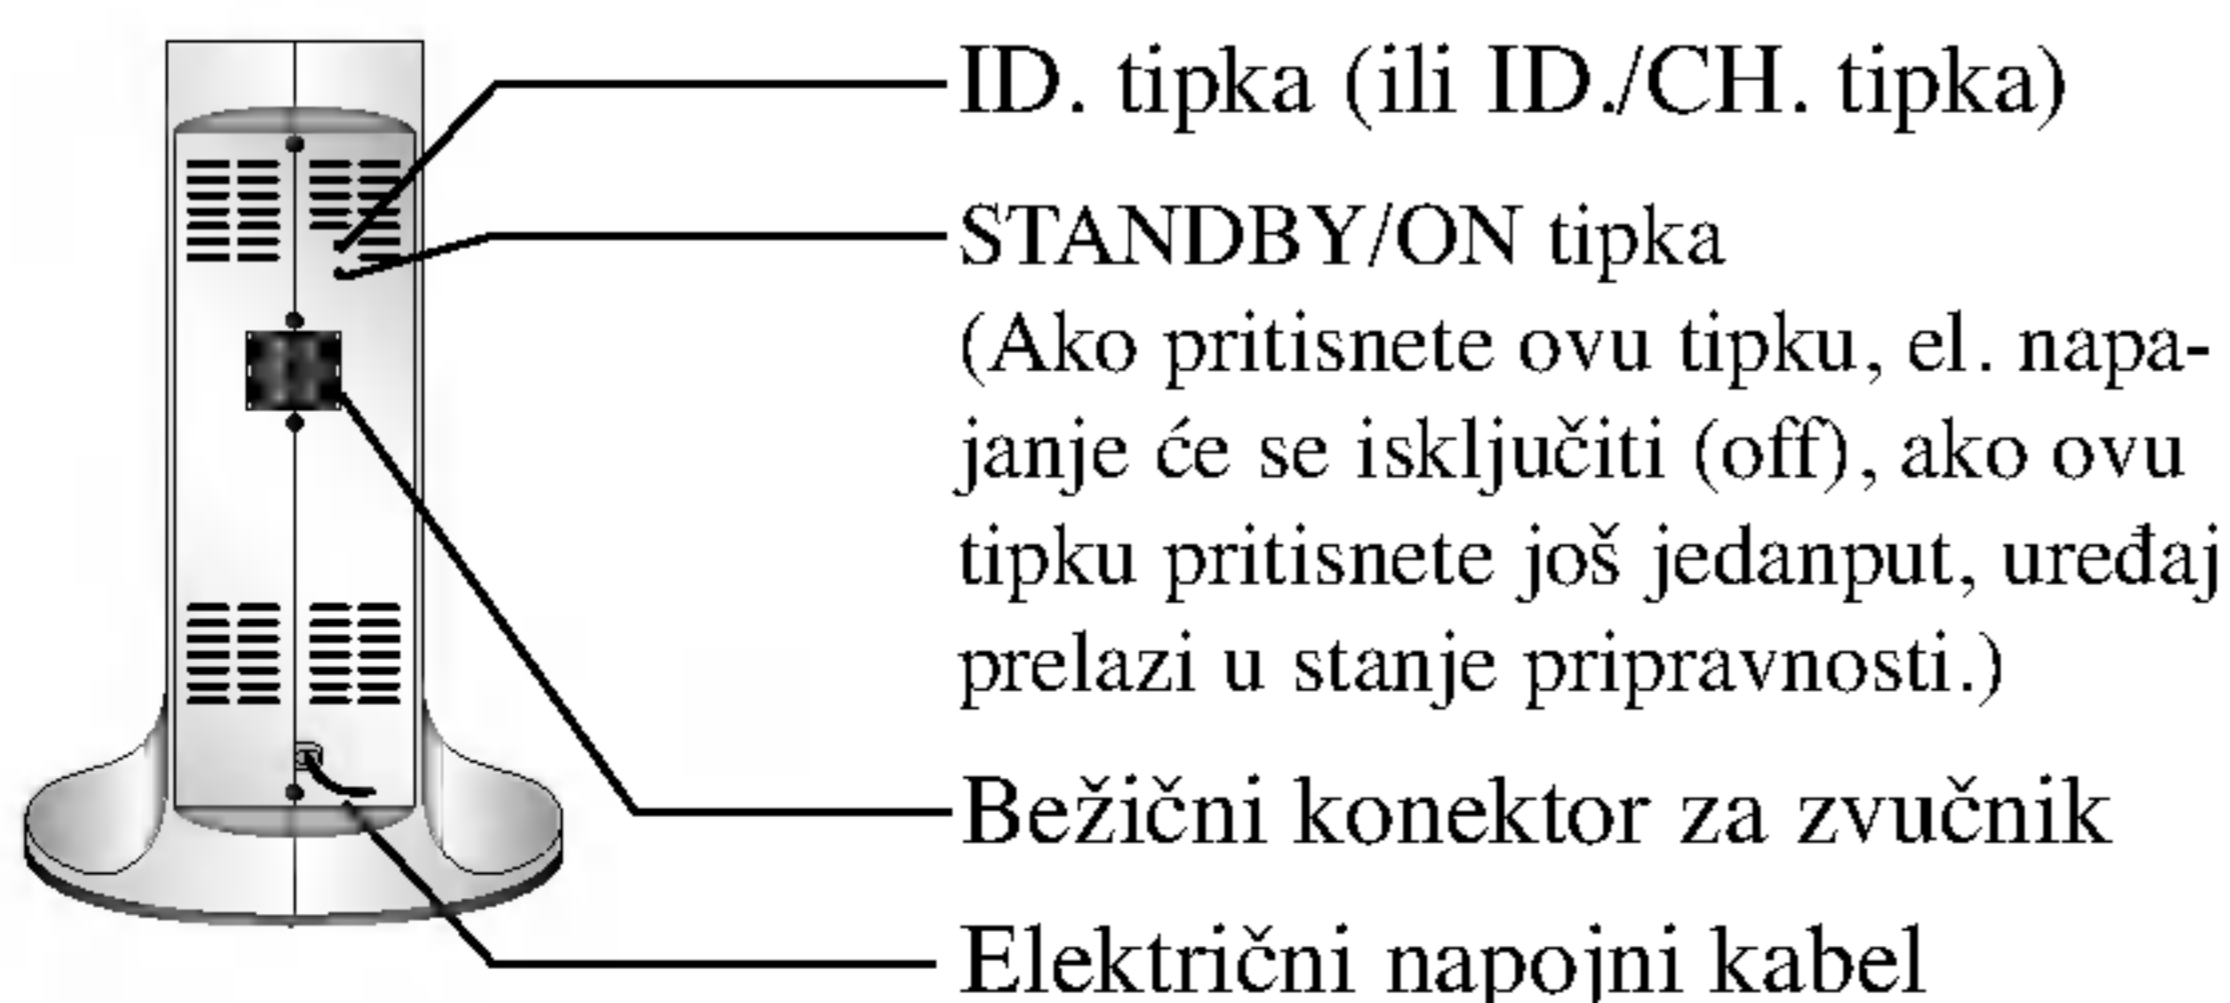 ID. tipka (ili ID./CH. tipka)
STANDBY/ON tipka
(Ako pritisnete ovu tipku, el. napa-
janje će se isključiti (off), ako ovu
tipku pritisnete još jedanput, uređaj
prelazi u stanje pripravnosti.)
Bežični konektor za zvučnik
Električni napojni kabel